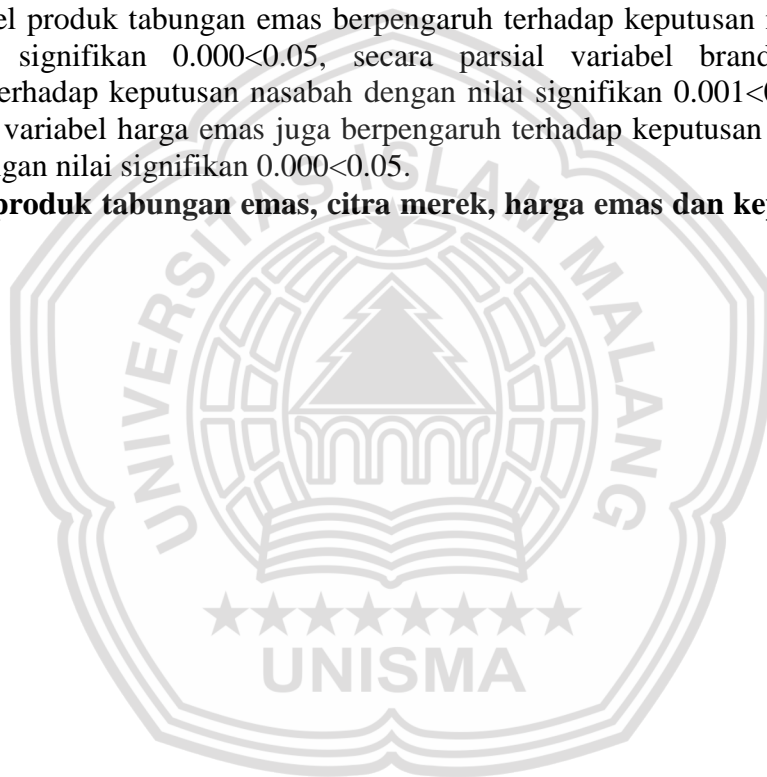 el produk tabungan emas berpengaruh terhadap keputusan
signifikan 0.000<0.05, secara parsial variabel brand
terhadap keputusan nasabah dengan nilai signifikan 0.001<
variabel harga emas juga berpengaruh terhadap keputusan
gan nilai signifikan 0.000<0.05.
produk tabungan emas, citra merek, harga emas dan
UNIVERSITAS ISLAM MALANG
UNISMA